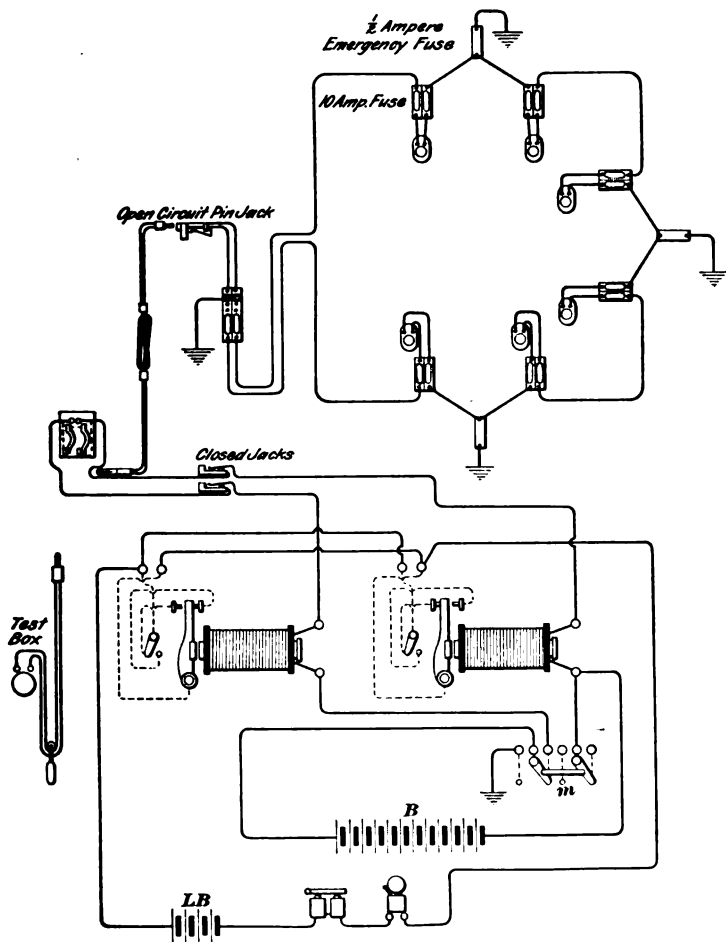 ½ Ampere
Emergency Fuse
10 Amp. Fuse
Open Circuit Pin Jack
Closed Jacks
Test
Box
m
B
LB